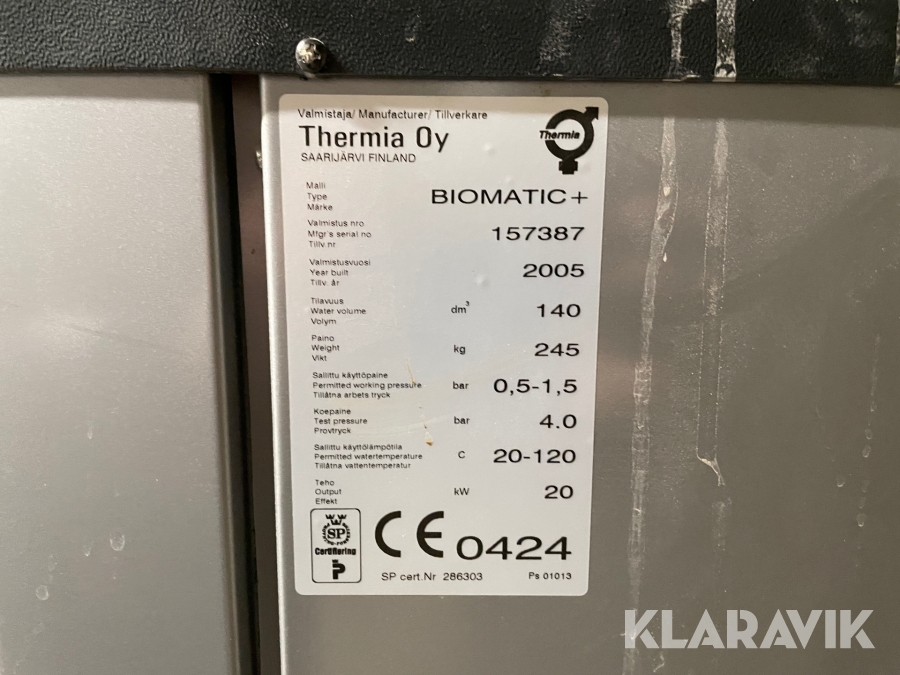 Valmistaja/ Manufacturer/ Tillverkare
Thermia Oy
SAARIJÄRVI FINLAND
Thermia
Malli
Type
Märke
BIOMATIC+
Valmistus nro
Mfgr's serial no
Tillv.nr
157387
Valmistusvuosi
Year built
Tillv. år
2005
Tilavuus
Water volume
Volym
dm³
140
Paino
Weight
Vikt
kg
245
Sallittu käyttöpaine
Permitted working pressure
Tillåtna arbets tryck
bar
0,5-1,5
Koepaine
Test pressure
Provtryck
bar
4.0
Sallittu käyttölämpötila
Permitted watertemperature
Tillåtna vattentemperatur
C
20-120
Teho
Output
Effekt
kW
20
SP
Certifiering
P
CE 0424
SP cert.Nr 286303
Ps 01013
KLARAVIK